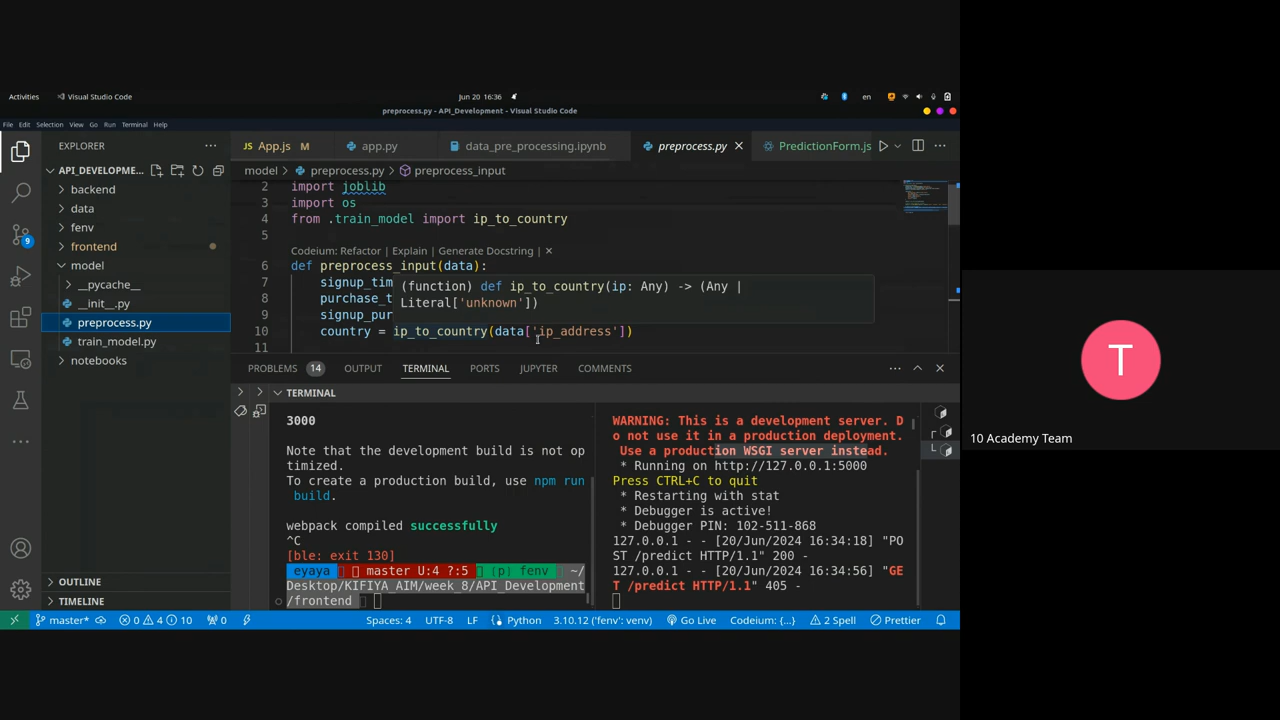 Activities
Visual Studio Code
Jun 20 16:36
en
preprocess.py - API_Development - Visual Studio Code
File Edit Selection View Go Run Terminal Help
EXPLORER
API_DEVELOPME...
backend
data
fenv
frontend
model
__pycache__
__init__.py
preprocess.py
train_model.py
notebooks
OUTLINE
TIMELINE
9
App.js M
app.py
data_pre_processing.ipynb
preprocess.py
PredictionForm.js
model > preprocess.py > preprocess_input
2 import joblib
3 import os
4 from .train_model import ip_to_country
5
Codeium: Refactor | Explain | Generate Docstring | ×
6 def preprocess_input(data):
7 signup_tim
8 purchase_t
9 signup_pur
(function) def ip_to_country(ip: Any) -> (Any |
Literal['unknown'])
10 country = ip_to_country(data['ip_address'])
11
PROBLEMS 14 OUTPUT TERMINAL PORTS JUPYTER COMMENTS
TERMINAL
3000
Note that the development build is not op
timized.
To create a production build, use npm run
build.
webpack compiled successfully
^C
[ble: exit 130]
eyaya master U:4 ?:5 [p] fenv ~/
Desktop/KIFIYA_AIM/week_8/API_Development
/frontend
WARNING: This is a development server. D
o not use it in a production deployment.
Use a production WSGI server instead.
* Running on http://127.0.0.1:5000
Press CTRL+C to quit
* Restarting with stat
* Debugger is active!
* Debugger PIN: 102-511-868
127.0.0.1 - - [20/Jun/2024 16:34:18] "PO
ST /predict HTTP/1.1" 200 -
127.0.0.1 - - [20/Jun/2024 16:34:56] "GE
T /predict HTTP/1.1" 405 -
master* 0 4 10 0 Spaces: 4 UTF-8 LF Python 3.10.12 ('fenv': venv) Go Live Codeium: {...} 2 Spell Prettier
T
10 Academy Team